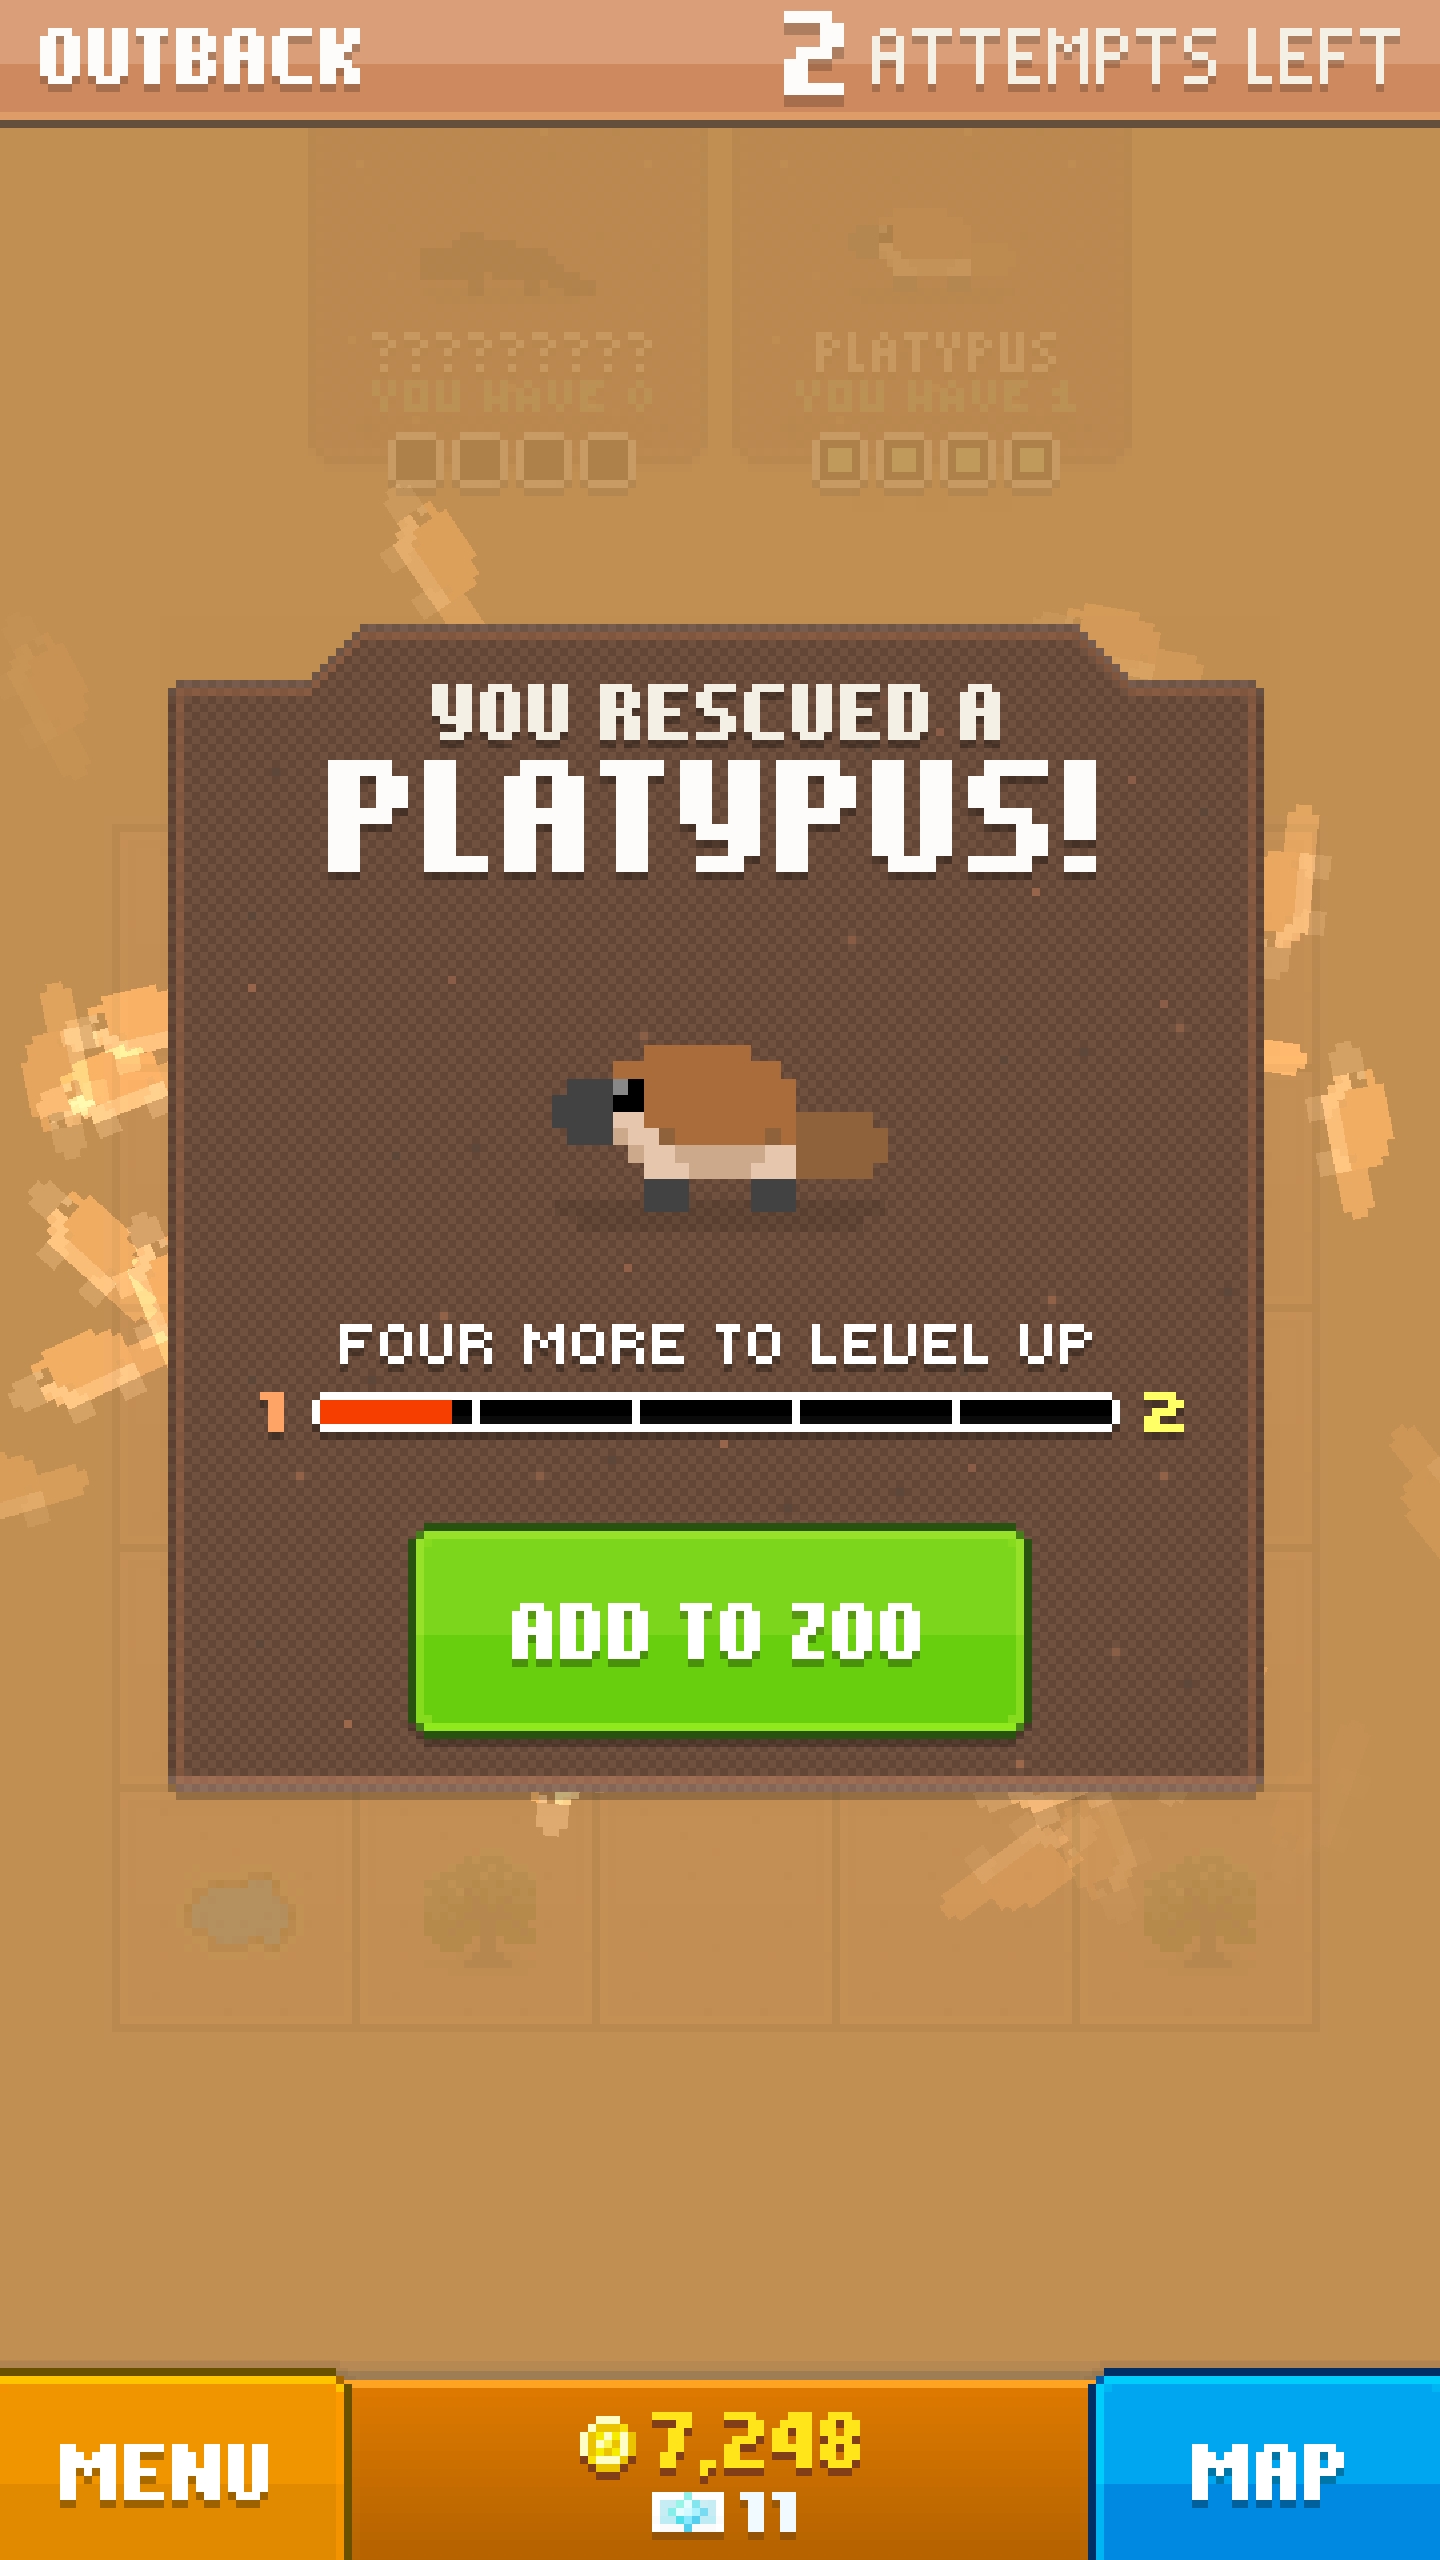 OUTBACK
2 ATTEMPTS LEFT
????????? PLATYPUS
YOU HAVE 0 YOU HAVE 1
YOU RESCUED A
PLATYPUS!
FOUR MORE TO LEVEL UP
1 2
ADD TO ZOO
MENU
7,248
11
MAP